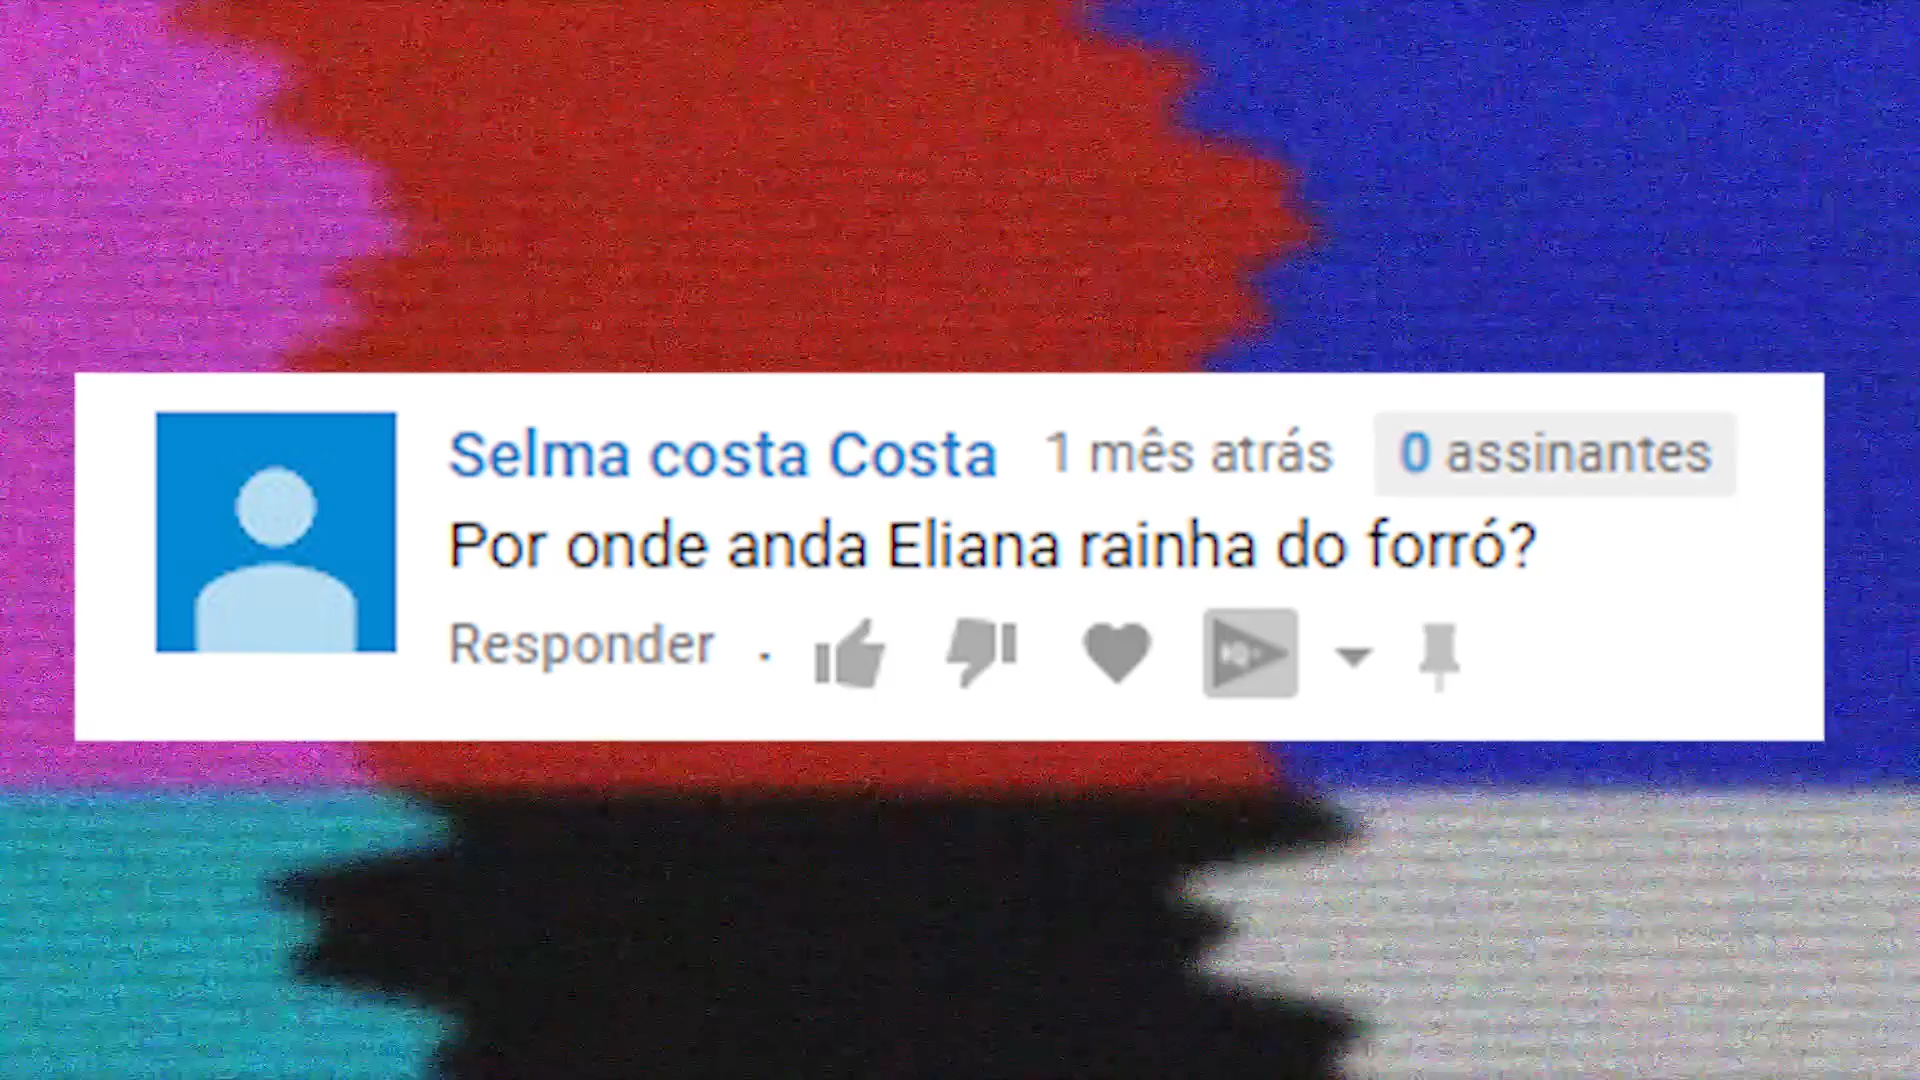 Selma costa Costa 1 mês atrás 0 assinantes
Por onde anda Eliana rainha do forró?
Responder ·